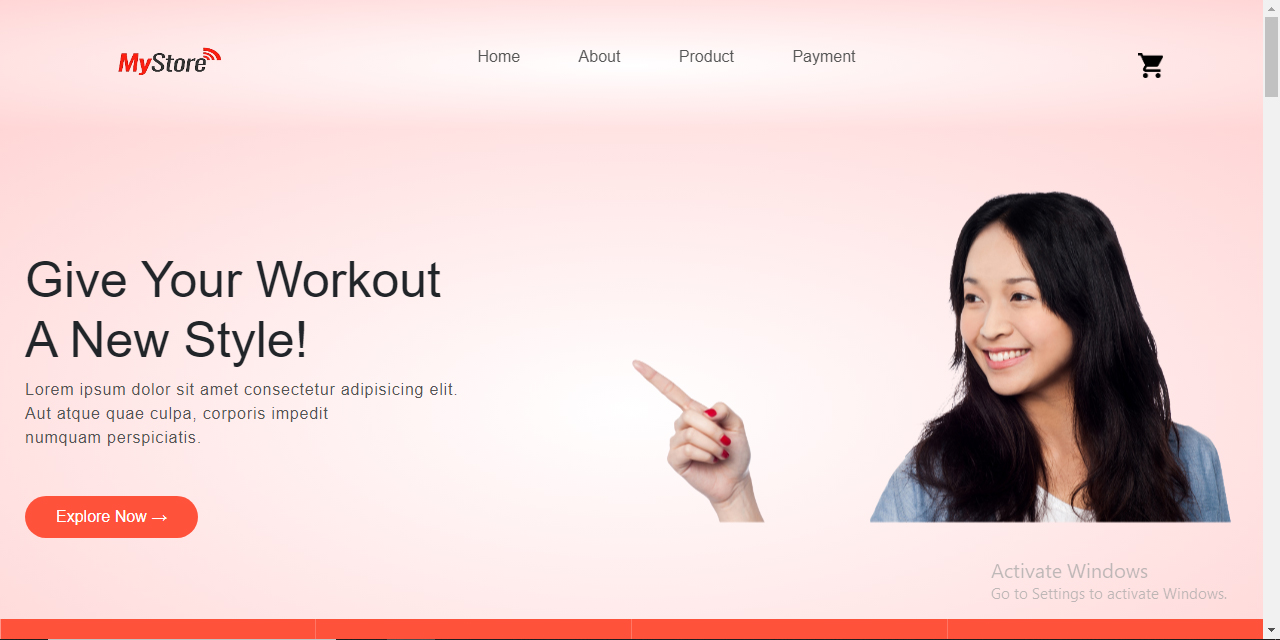 MyStore
Home About Product Payment
Give Your Workout
A New Style!
Lorem ipsum dolor sit amet consectetur adipisicing elit.
Aut atque quae culpa, corporis impedit
numquam perspiciatis.
Explore Now →
Activate Windows
Go to Settings to activate Windows.